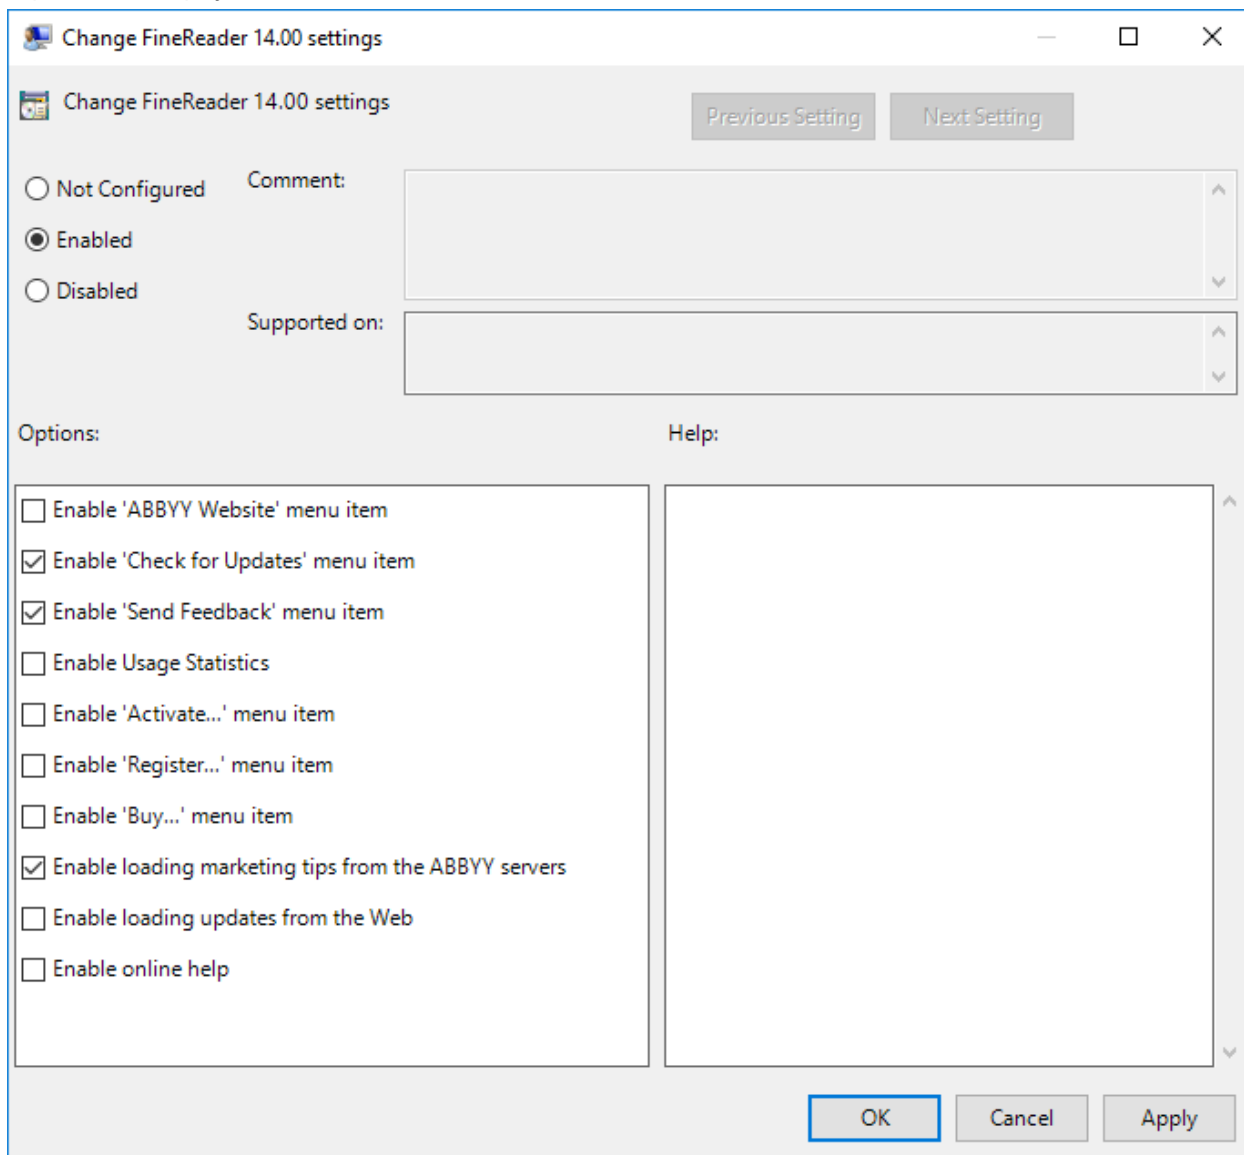 Change FineReader 14.00 settings
Change FineReader 14.00 settings
Previous Setting
Next Setting
Not Configured
Comment:
Enabled
Disabled
Supported on:
Options:
Help:
Enable 'ABBYY Website' menu item
Enable 'Check for Updates' menu item
Enable 'Send Feedback' menu item
Enable Usage Statistics
Enable 'Activate...' menu item
Enable 'Register...' menu item
Enable 'Buy...' menu item
Enable loading marketing tips from the ABBYY servers
Enable loading updates from the Web
Enable online help
OK
Cancel
Apply